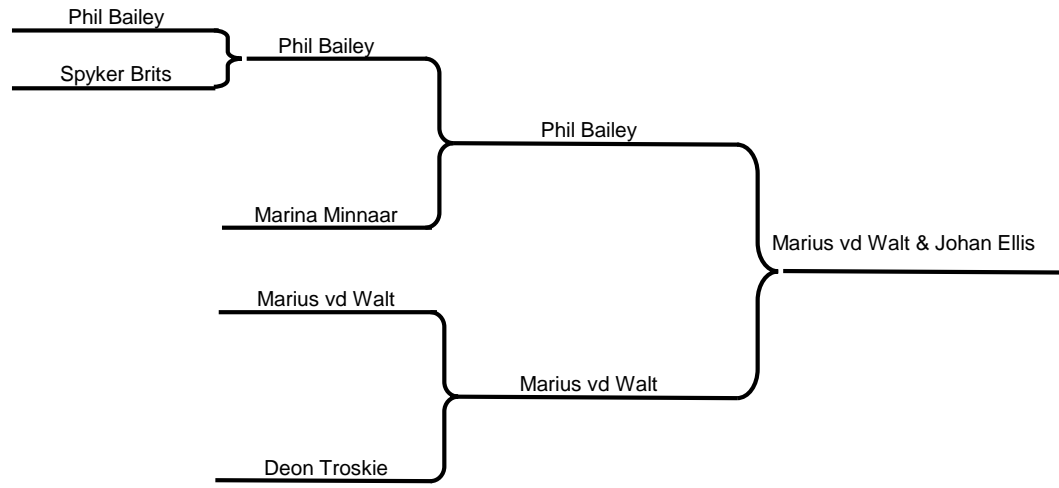 Phil Bailey
Phil Bailey
Spyker Brits
Phil Bailey
Marina Minnaar
Marius vd Walt & Johan Ellis
Marius vd Walt
Marius vd Walt
Deon Troskie